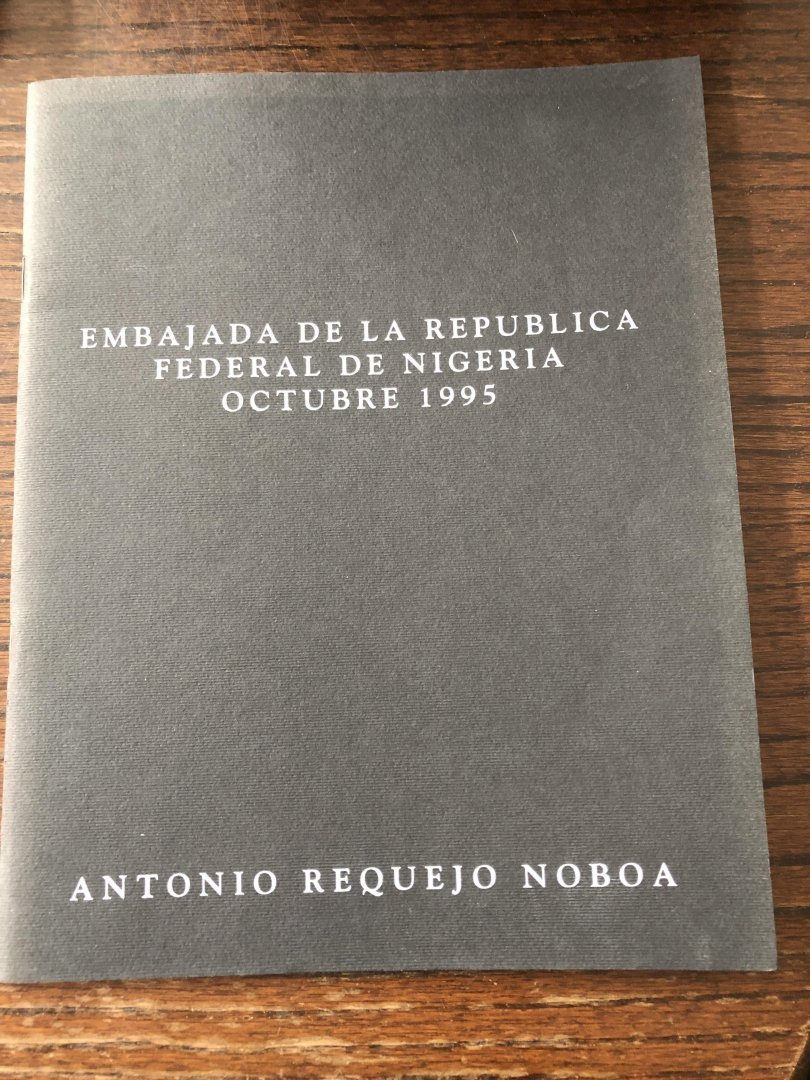 EMBAJADA DE LA REPUBLICA
FEDERAL DE NIGERIA
OCTUBRE 1995
ANTONIO REQUEJO NOBOA